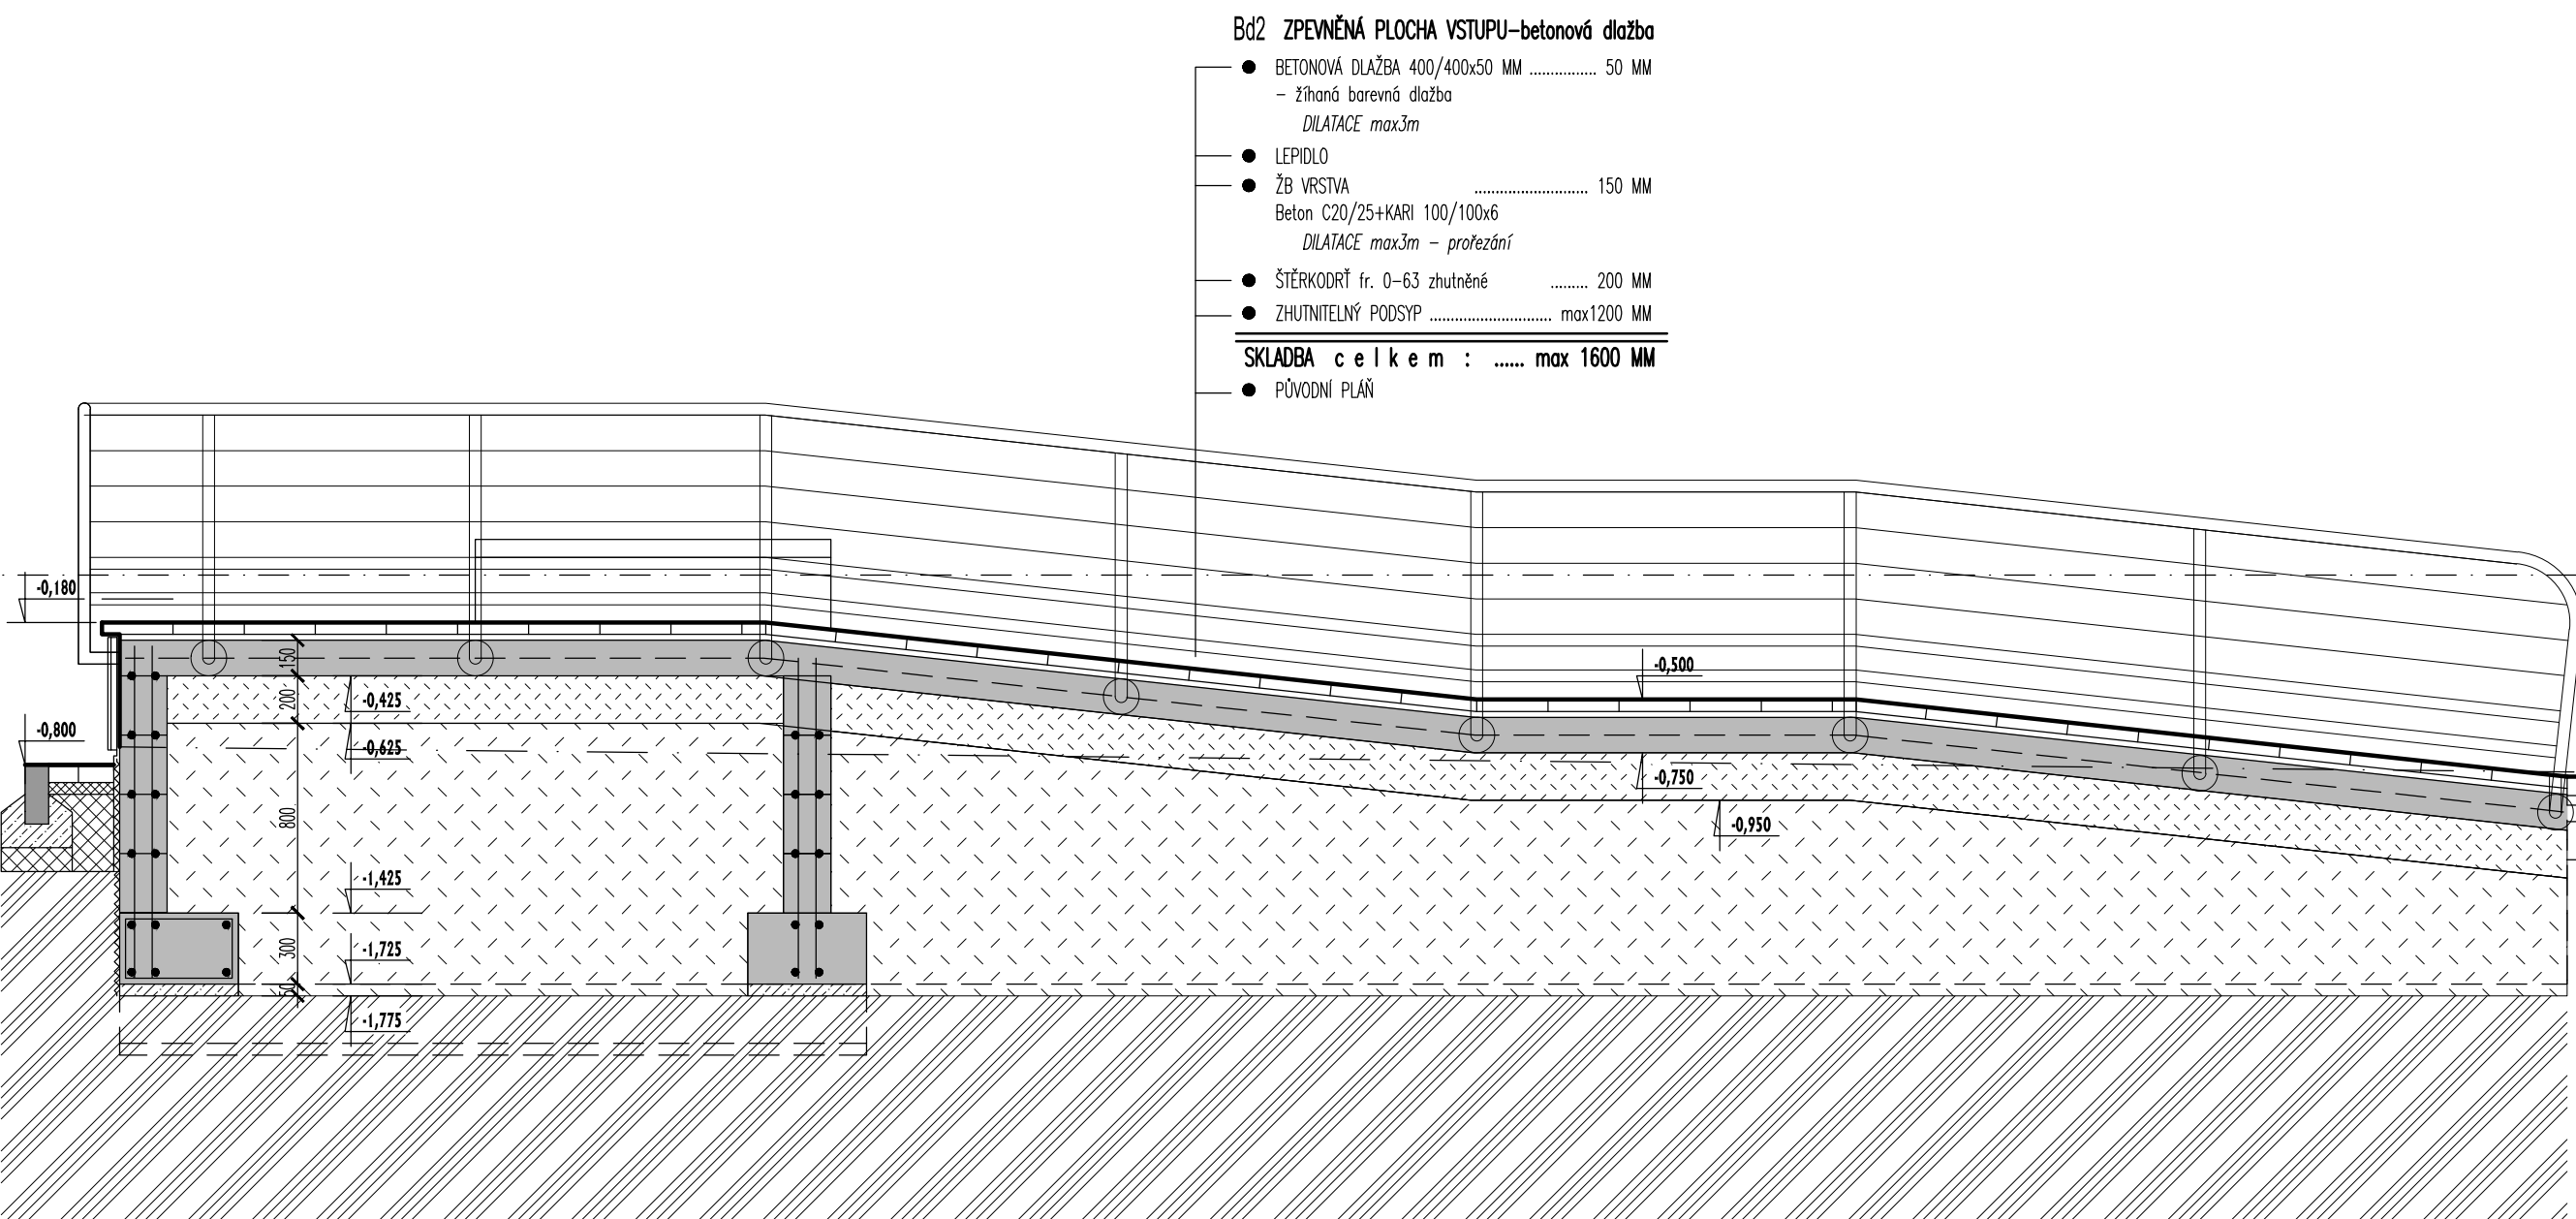 Bd2 ZPEVNĚNÁ PLOCHA VSTUPU-betonová dlažba
BETONOVÁ DLAŽBA 400/400x50 MM ................ 50 MM
- žíhaná barevná dlažba
DILATACE max3m
LEPIDLO
ŽB VRSTVA ........................... 150 MM
Beton C20/25+KARI 100/100x6
DILATACE max3m - prořezání
ŠTĚRKODRŤ fr. 0-63 zhutněné ......... 200 MM
ZHUTNITELNÝ PODSYP ............................. max1200 MM
SKLADBA c e l k e m : ...... max 1600 MM
PŮVODNÍ PLÁŇ
-0,180
-0,800
150
200
800
300
50
-0,425
-0,625
-1,425
-1,725
-1,775
-0,500
-0,750
-0,950